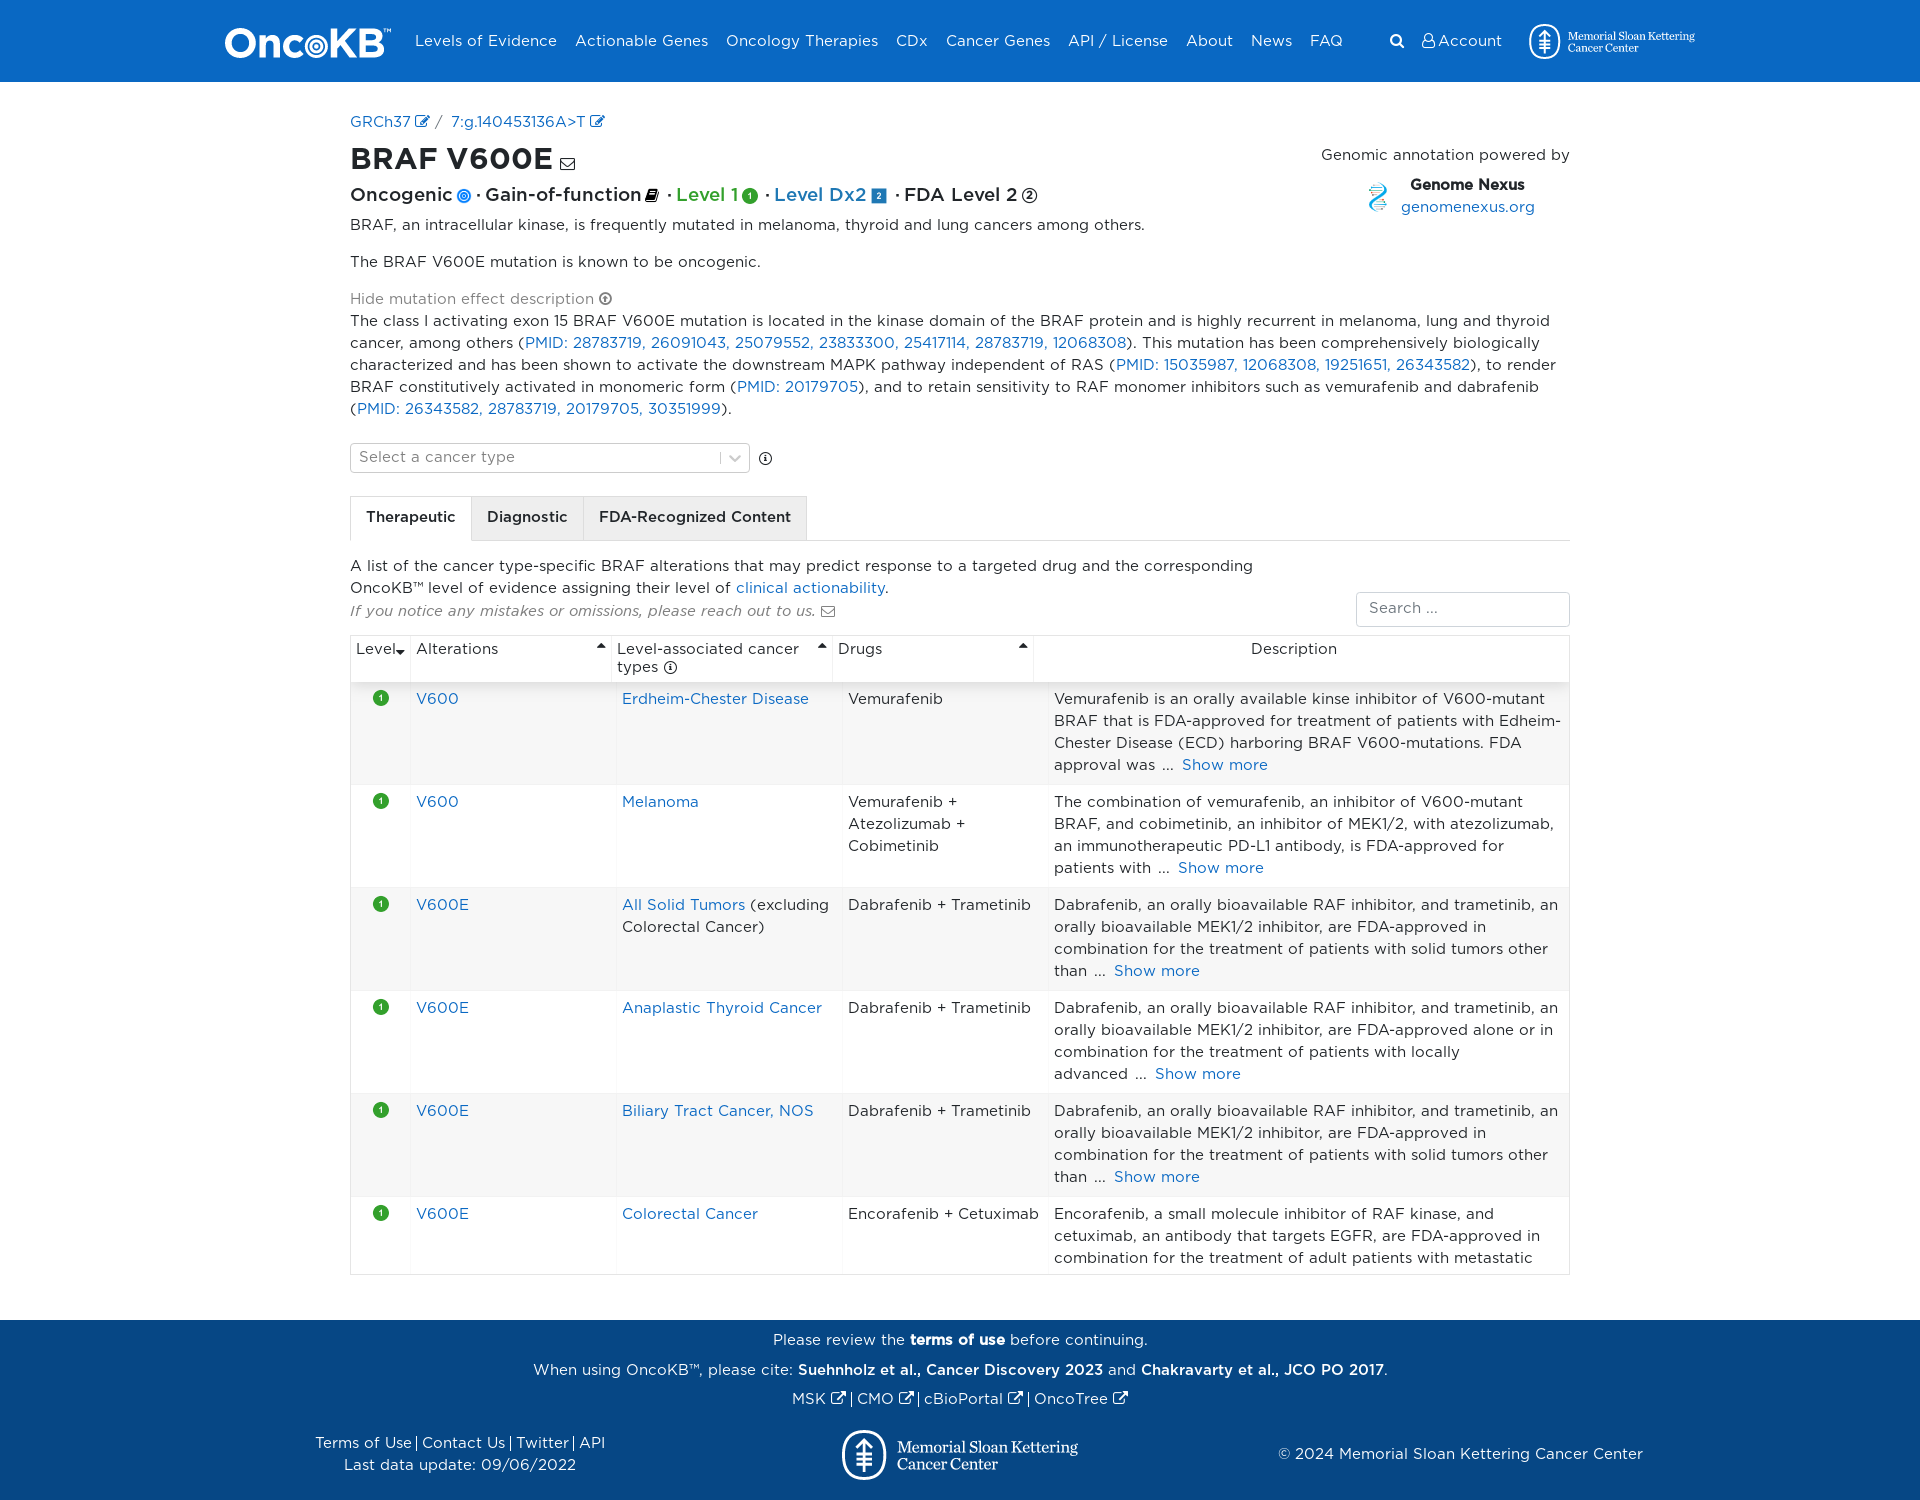 OncoKB™ Levels of Evidence Actionable Genes Oncology Therapies CDx Cancer Genes API / License About News FAQ Account Memorial Sloan Kettering
Cancer Center
GRCh37 / 7:g.140453136A>T
BRAF V600E
Oncogenic · Gain-of-function · Level 1 1 · Level Dx2 2 · FDA Level 2 2
Genomic annotation powered by
Genome Nexus
genomenexus.org
BRAF, an intracellular kinase, is frequently mutated in melanoma, thyroid and lung cancers among others.
The BRAF V600E mutation is known to be oncogenic.
Hide mutation effect description
The class I activating exon 15 BRAF V600E mutation is located in the kinase domain of the BRAF protein and is highly recurrent in melanoma, lung and thyroid
cancer, among others (PMID: 28783719, 26091043, 25079552, 23833300, 25417114, 28783719, 12068308). This mutation has been comprehensively biologically
characterized and has been shown to activate the downstream MAPK pathway independent of RAS (PMID: 15035987, 12068308, 19251651, 26343582), to render
BRAF constitutively activated in monomeric form (PMID: 20179705), and to retain sensitivity to RAF monomer inhibitors such as vemurafenib and dabrafenib
(PMID: 26343582, 28783719, 20179705, 30351999).
Select a cancer type
Therapeutic Diagnostic FDA-Recognized Content
A list of the cancer type-specific BRAF alterations that may predict response to a targeted drug and the corresponding
OncoKB™ level of evidence assigning their level of clinical actionability.
If you notice any mistakes or omissions, please reach out to us.
Search ...
Level Alterations Level-associated cancer types Drugs Description
1 V600 Erdheim-Chester Disease Vemurafenib Vemurafenib is an orally available kinse inhibitor of V600-mutant
BRAF that is FDA-approved for treatment of patients with Edheim-
Chester Disease (ECD) harboring BRAF V600-mutations. FDA
approval was ... Show more
1 V600 Melanoma Vemurafenib + Atezolizumab + Cobimetinib The combination of vemurafenib, an inhibitor of V600-mutant
BRAF, and cobimetinib, an inhibitor of MEK1/2, with atezolizumab,
an immunotherapeutic PD-L1 antibody, is FDA-approved for
patients with ... Show more
1 V600E All Solid Tumors (excluding Colorectal Cancer) Dabrafenib + Trametinib Dabrafenib, an orally bioavailable RAF inhibitor, and trametinib, an
orally bioavailable MEK1/2 inhibitor, are FDA-approved in
combination for the treatment of patients with solid tumors other
than ... Show more
1 V600E Anaplastic Thyroid Cancer Dabrafenib + Trametinib Dabrafenib, an orally bioavailable RAF inhibitor, and trametinib, an
orally bioavailable MEK1/2 inhibitor, are FDA-approved alone or in
combination for the treatment of patients with locally
advanced ... Show more
1 V600E Biliary Tract Cancer, NOS Dabrafenib + Trametinib Dabrafenib, an orally bioavailable RAF inhibitor, and trametinib, an
orally bioavailable MEK1/2 inhibitor, are FDA-approved in
combination for the treatment of patients with solid tumors other
than ... Show more
1 V600E Colorectal Cancer Encorafenib + Cetuximab Encorafenib, a small molecule inhibitor of RAF kinase, and
cetuximab, an antibody that targets EGFR, are FDA-approved in
combination for the treatment of adult patients with metastatic
Please review the terms of use before continuing.
When using OncoKB™, please cite: Suehnholz et al., Cancer Discovery 2023 and Chakravarty et al., JCO PO 2017.
MSK | CMO | cBioPortal | OncoTree
Terms of Use | Contact Us | Twitter | API
Last data update: 09/06/2022
Memorial Sloan Kettering
Cancer Center
© 2024 Memorial Sloan Kettering Cancer Center